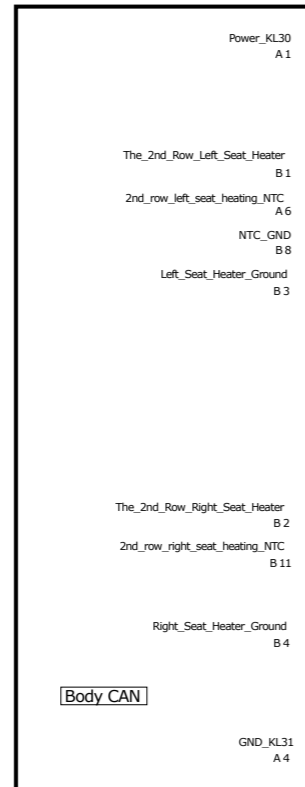 Power_KL30
A 1
The_2nd_Row_Left_Seat_Heater
B 1
2nd_row_left_seat_heating_NTC
A 6
NTC_GND
B 8
Left_Seat_Heater_Ground
B 3
The_2nd_Row_Right_Seat_Heater
B 2
2nd_row_right_seat_heating_NTC
B 11
Right_Seat_Heater_Ground
B 4
Body CAN
GND_KL31
A 4